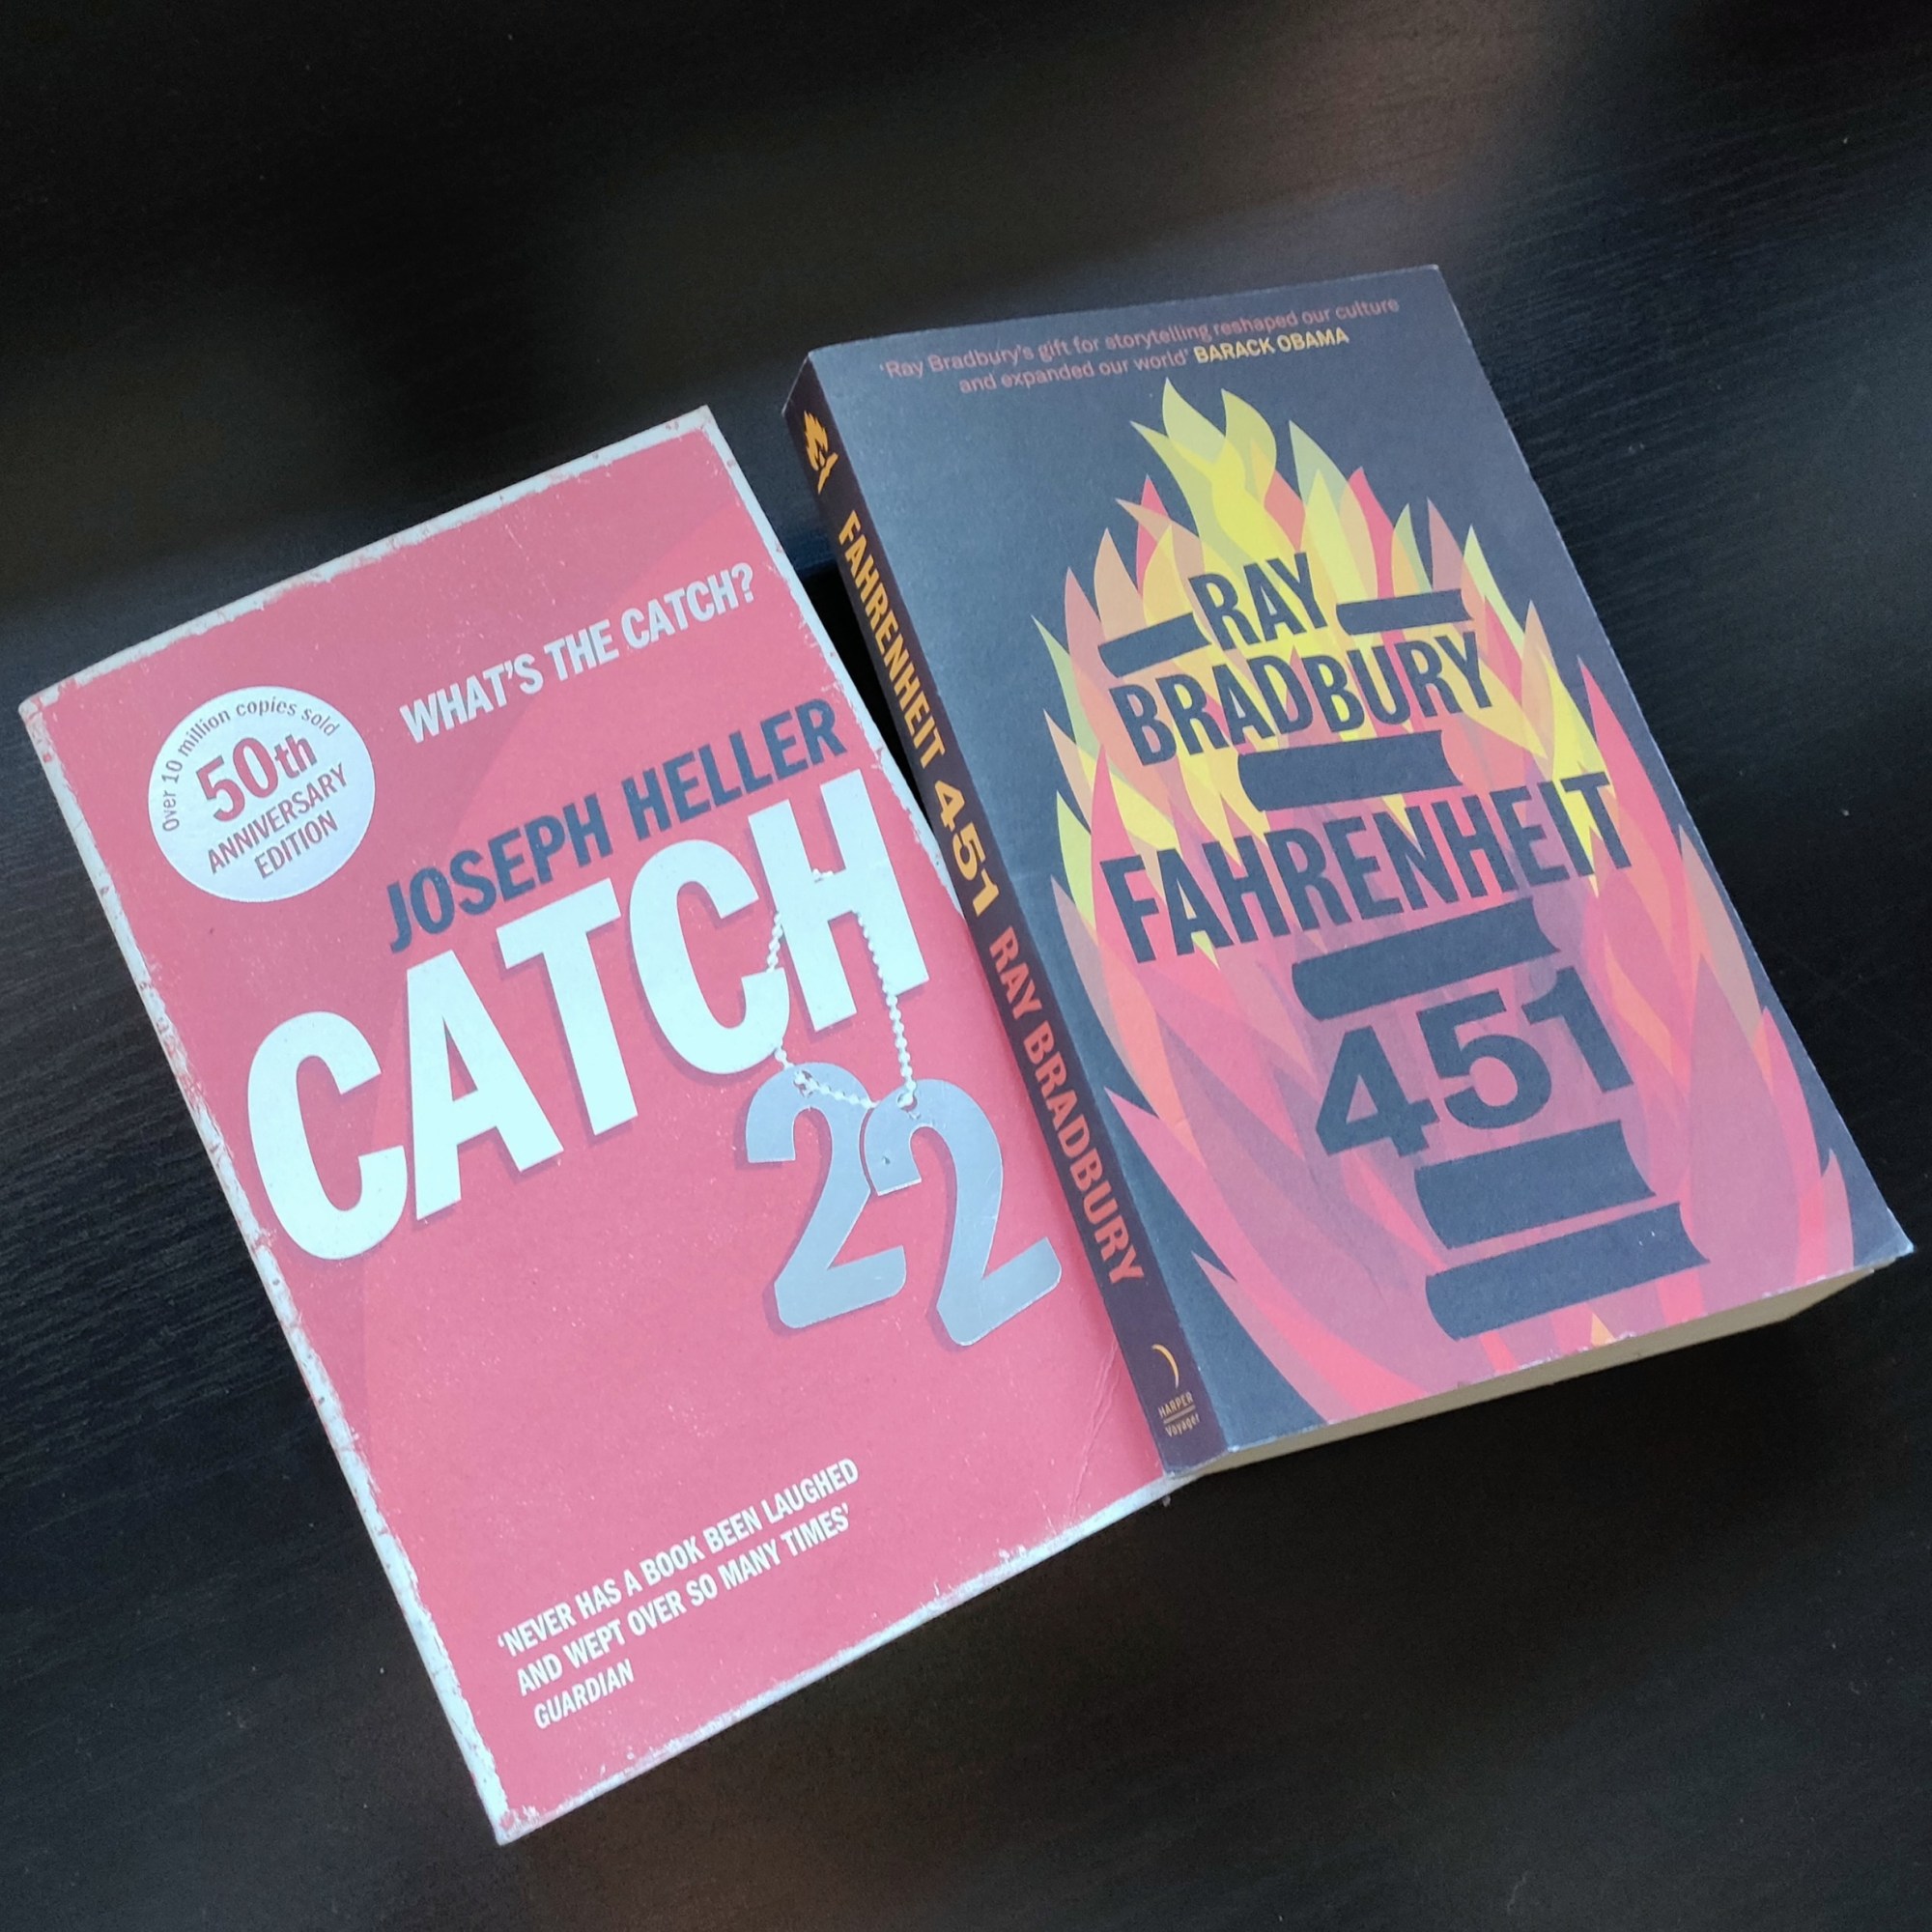 WHAT'S THE CATCH?
Over 10 million copies sold
50th
ANNIVERSARY
EDITION
JOSEPH HELLER
CATCH
22
'NEVER HAS A BOOK BEEN LAUGHED
AND WEPT OVER SO MANY TIMES'
GUARDIAN
FAHRENHEIT 451 RAY BRADBURY
HARPER
Voyager
'Ray Bradbury's gift for storytelling reshaped our culture
and expanded our world' BARACK OBAMA
RAY
BRADBURY
FAHRENHEIT
451